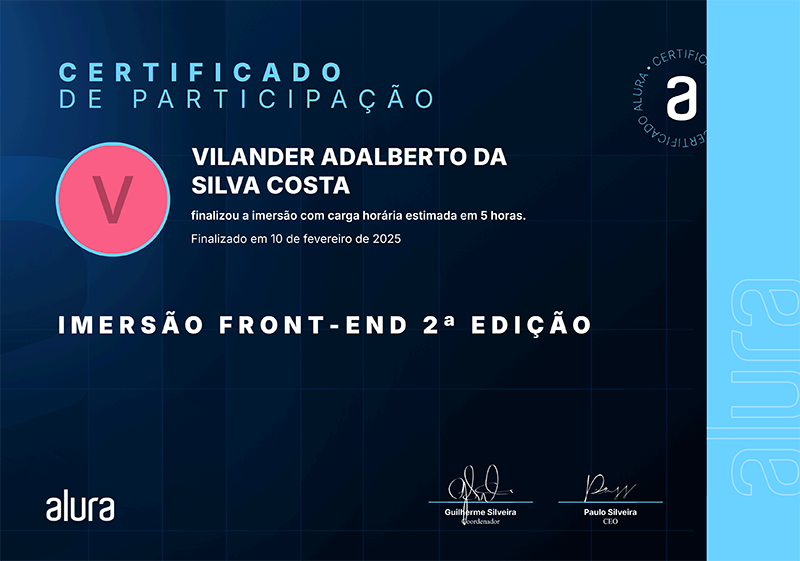 CERTIFICADO
DE PARTICIPAÇÃO
CERTIFICADO ALURA • CERTIFIC
a
V
VILANDER ADALBERTO DA
SILVA COSTA
finalizou a imersão com carga horária estimada em 5 horas.
Finalizado em 10 de fevereiro de 2025
IMERSÃO FRONT-END 2ª EDIÇÃO
alura
alura
Guilherme Silveira
Coordenador
Paulo Silveira
CEO